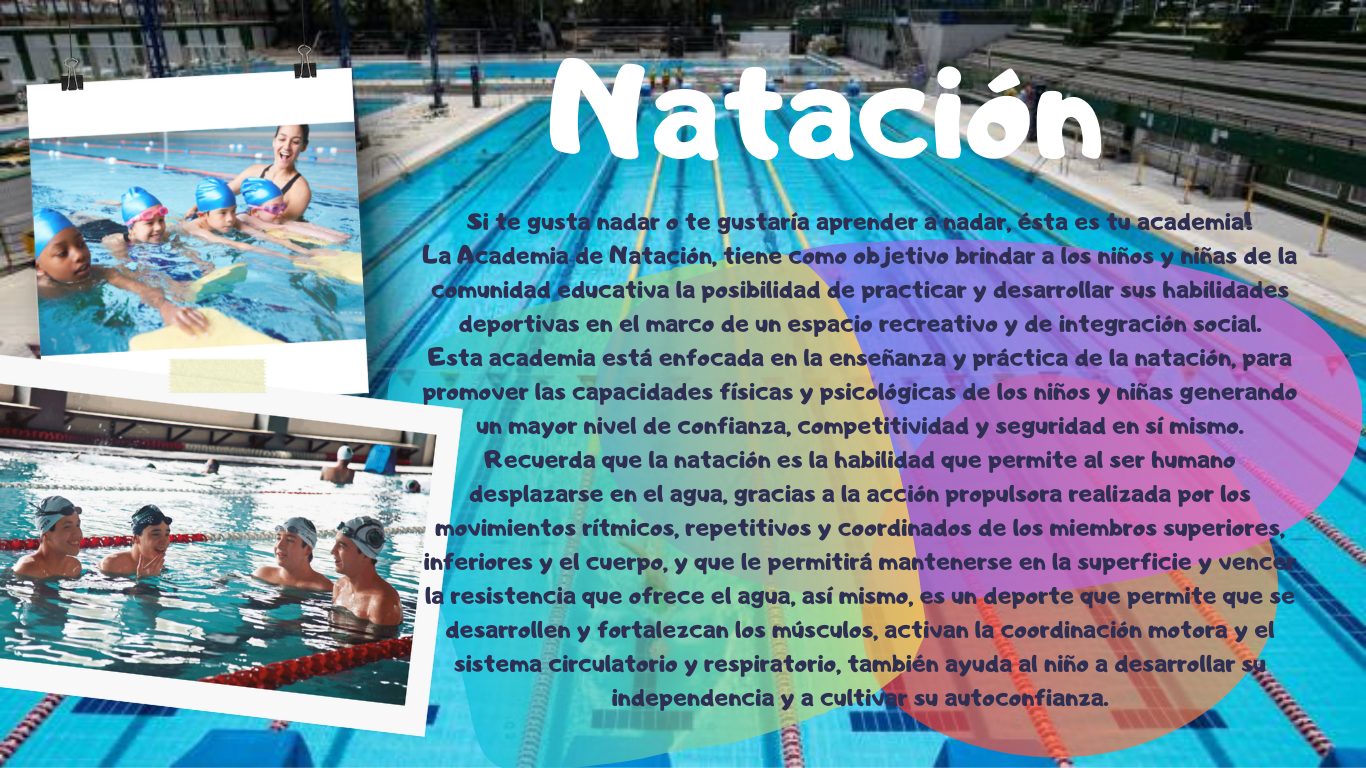 Natación
Si te gusta nadar o te gustaría aprender a nadar, ésta es tu academia!
La Academia de Natación, tiene como objetivo brindar a los niños y niñas de la
comunidad educativa la posibilidad de practicar y desarrollar sus habilidades
deportivas en el marco de un espacio recreativo y de integración social.
Esta academia está enfocada en la enseñanza y práctica de la natación, para
promover las capacidades físicas y psicológicas de los niños y niñas generando
un mayor nivel de confianza, competitividad y seguridad en sí mismo.
Recuerda que la natación es la habilidad que permite al ser humano
desplazarse en el agua, gracias a la acción propulsora realizada por los
movimientos rítmicos, repetitivos y coordinados de los miembros superiores,
inferiores y el cuerpo, y que le permitirá mantenerse en la superficie y vencer
la resistencia que ofrece el agua, así mismo, es un deporte que permite que se
desarrollen y fortalezcan los músculos, activan la coordinación motora y el
sistema circulatorio y respiratorio, también ayuda al niño a desarrollar su
independencia y a cultivar su autoconfianza.